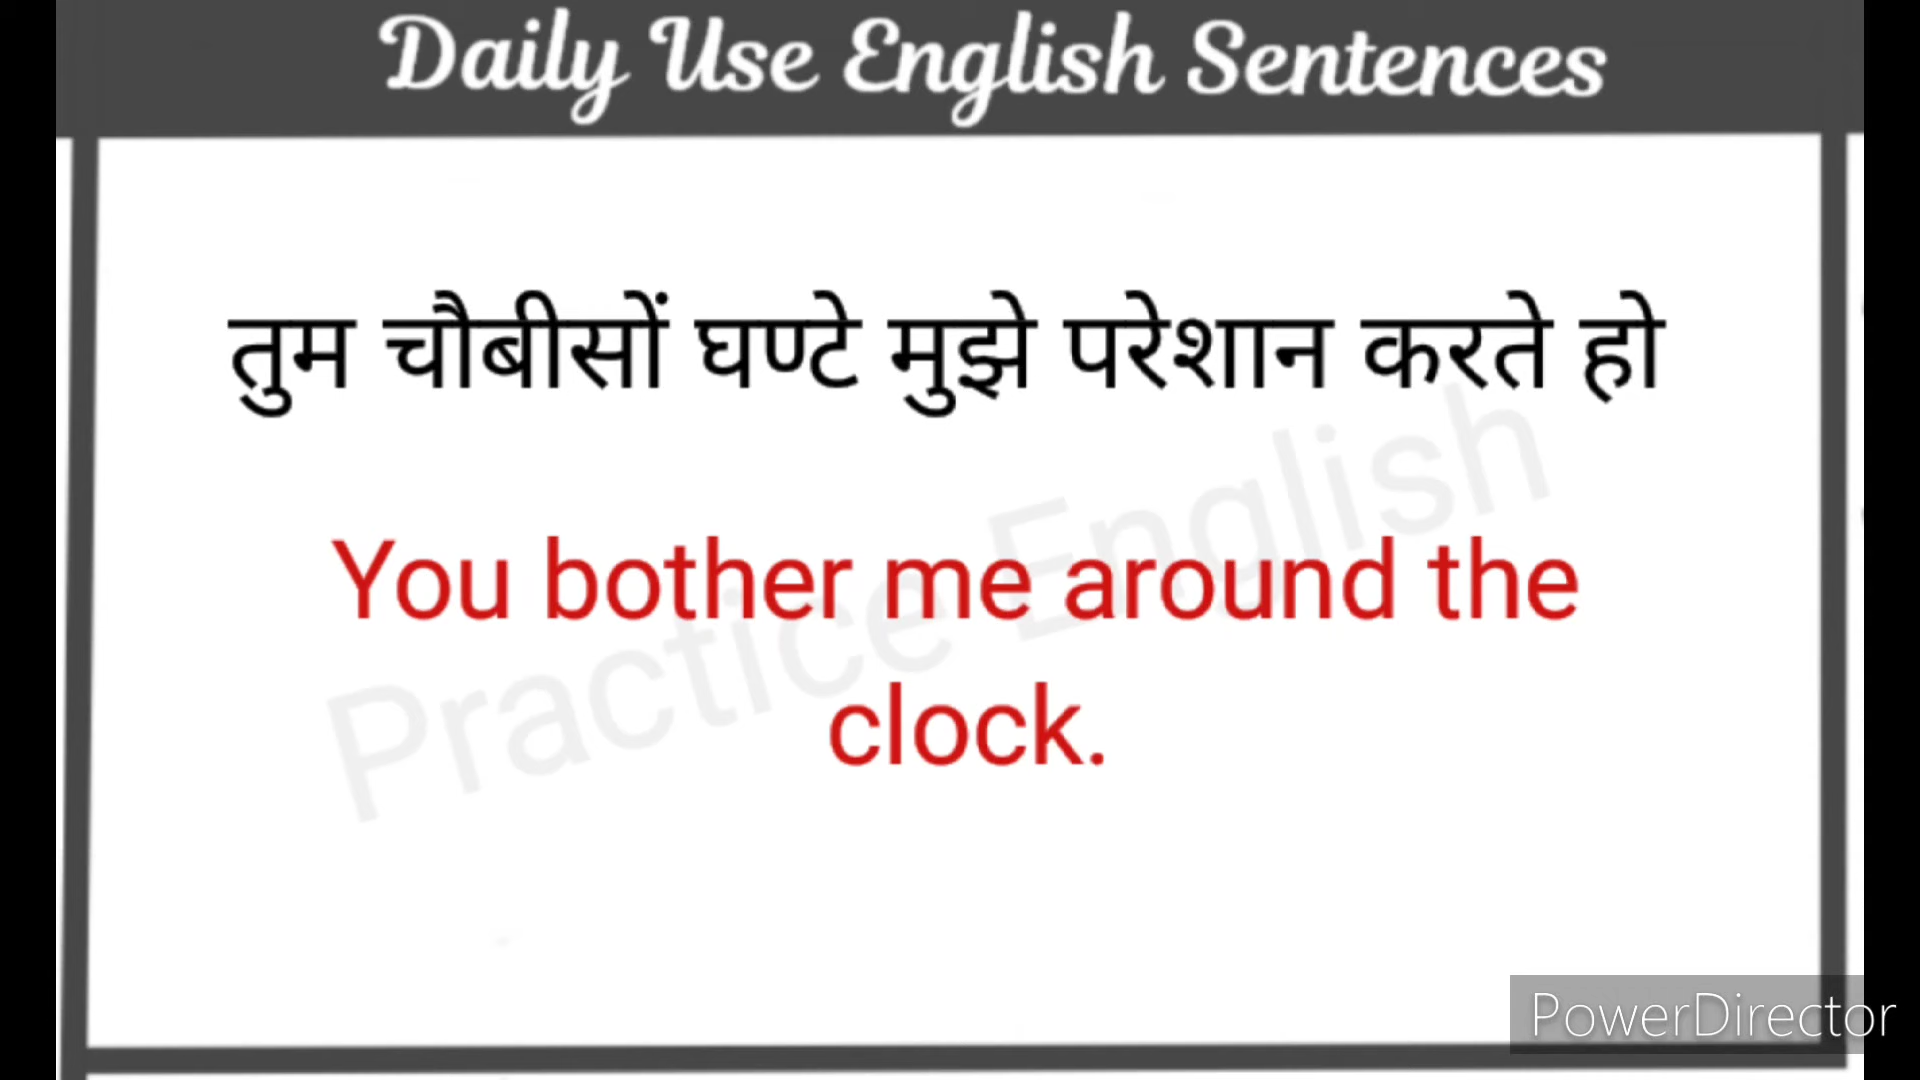 Daily Use English Sentences
तुम चौबीसों घण्टे मुझे परेशान करते हो
You bother me around the
clock.
Practice English
PowerDirector